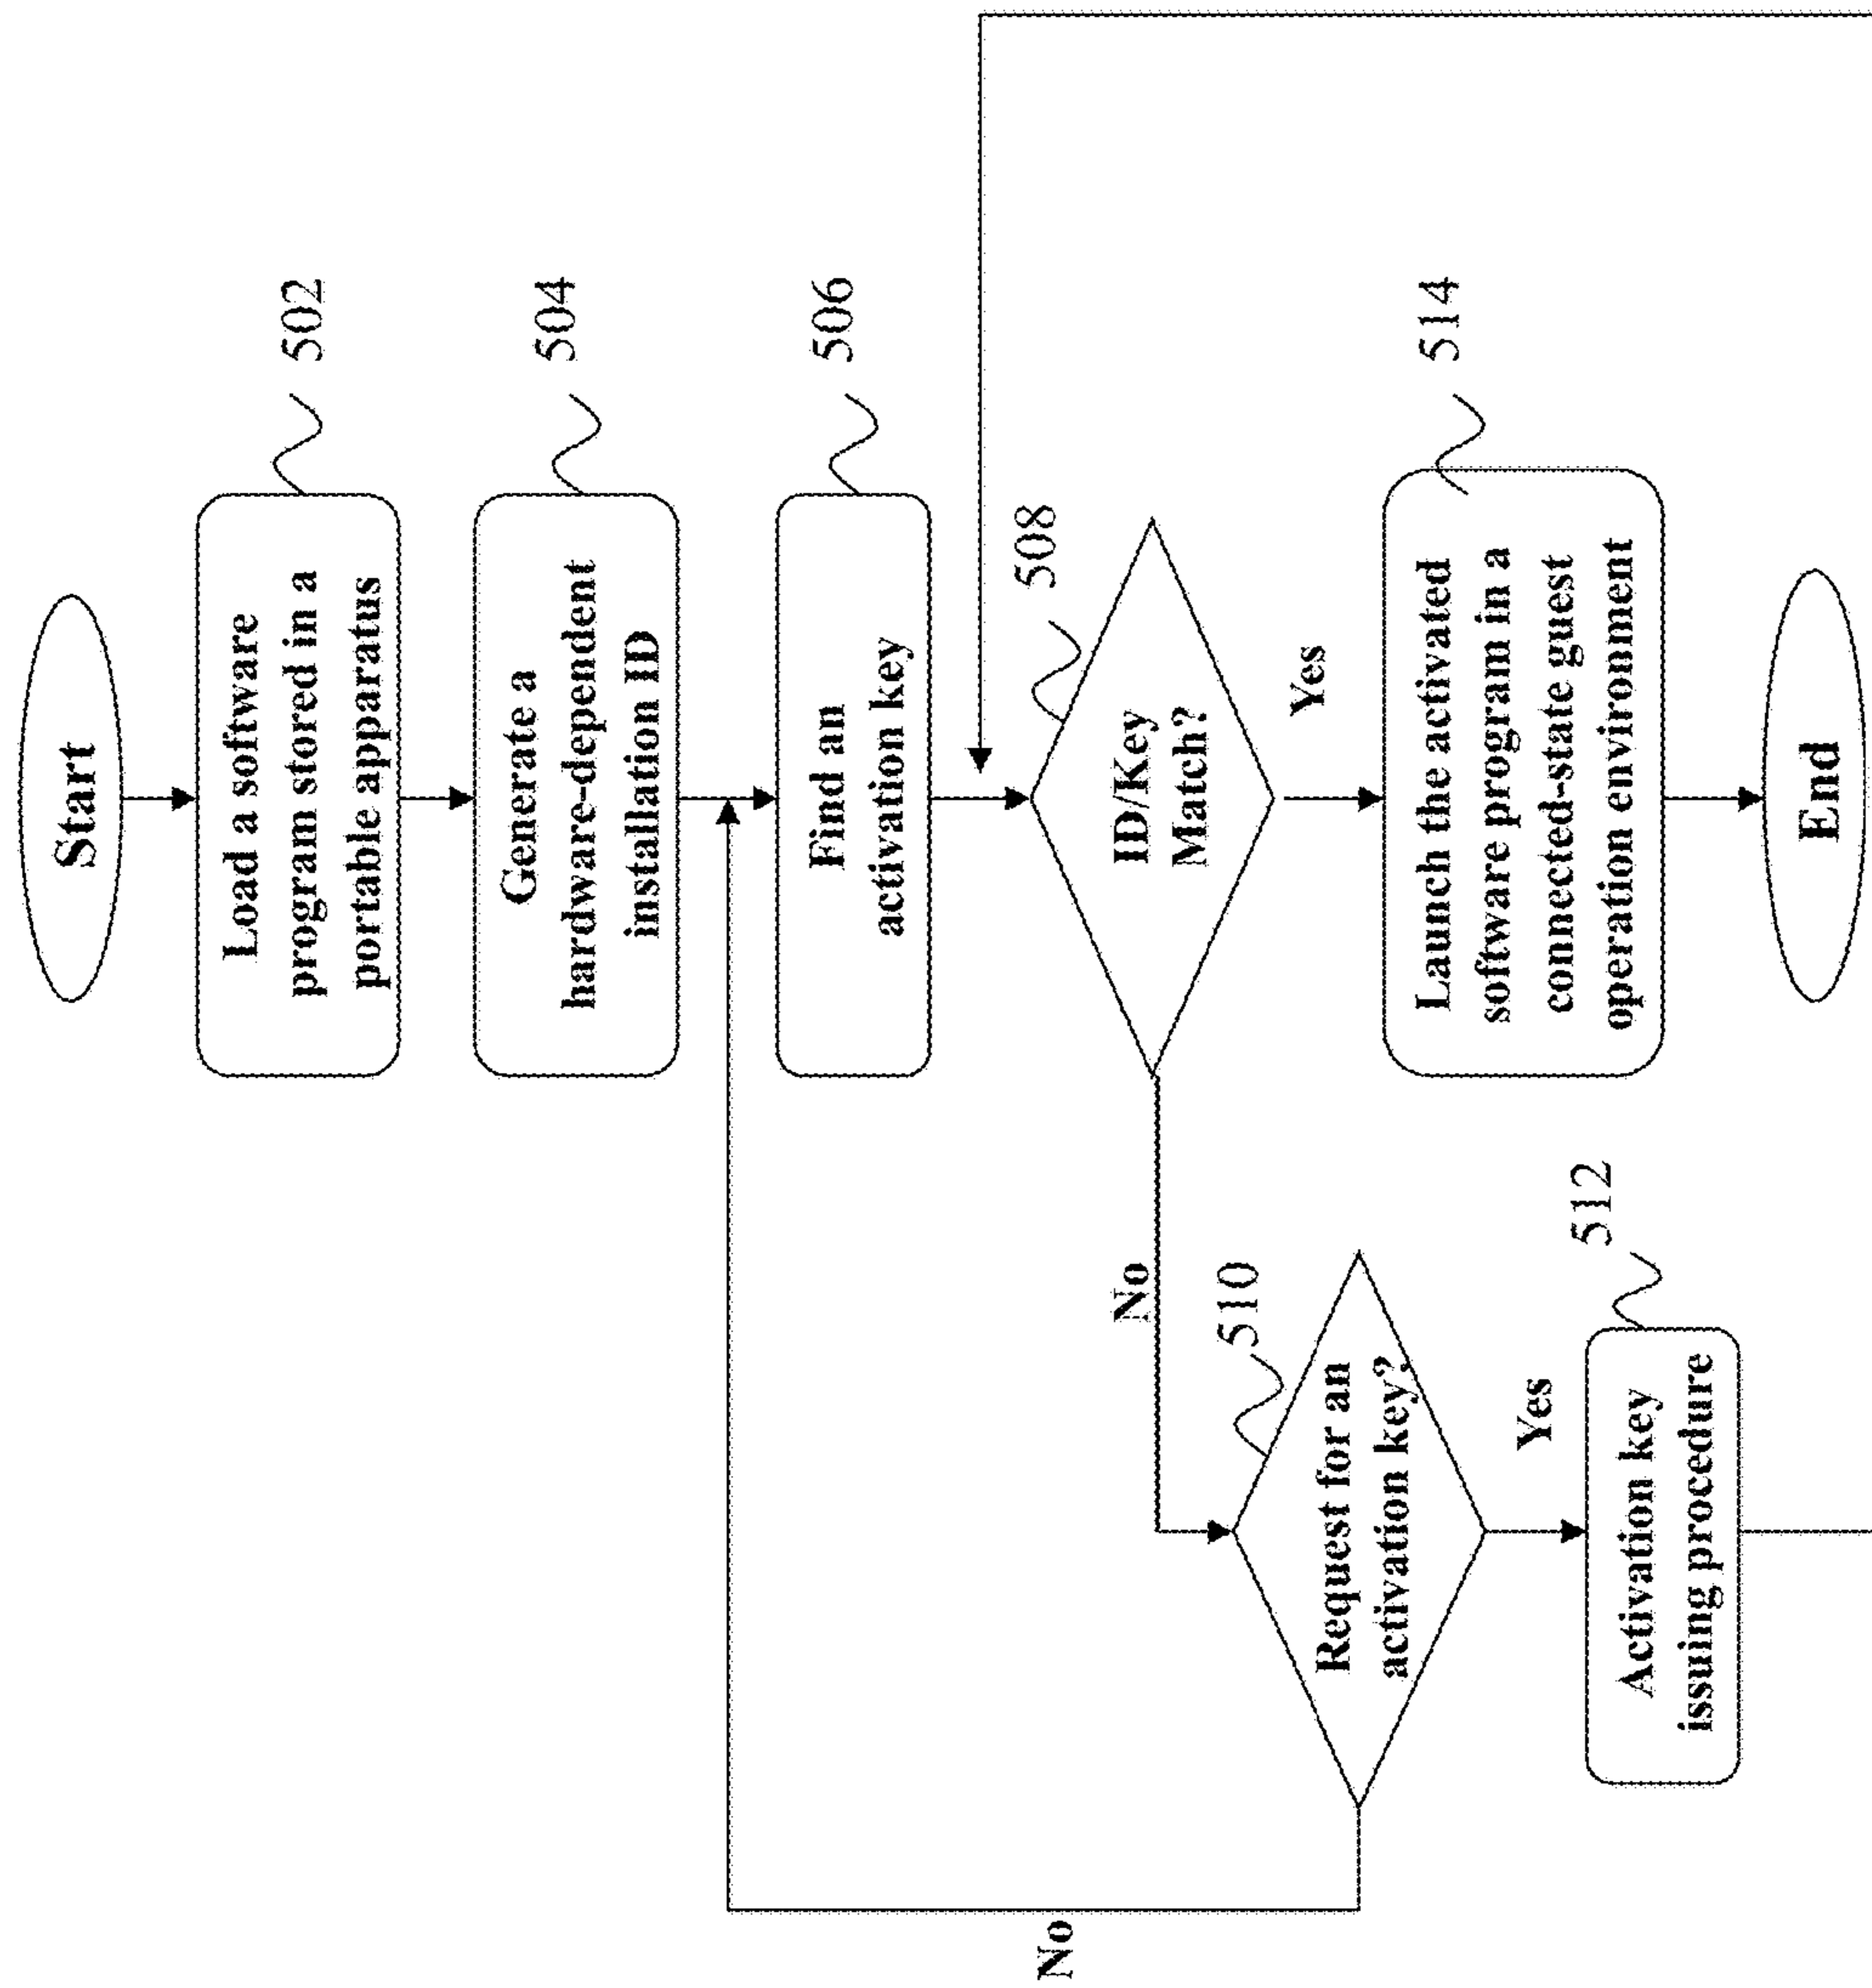 Start
Load a software
program stored in a
portable apparatus
502
Generate a
hardware-dependent
installation ID
504
Find an
activation key
506
ID/Key
Match?
508
No
Yes
Request for an
activation key?
510
No
Yes
Activation key
issuing procedure
512
Launch the activated
software program in a
connected-state guest
operation environment
514
End